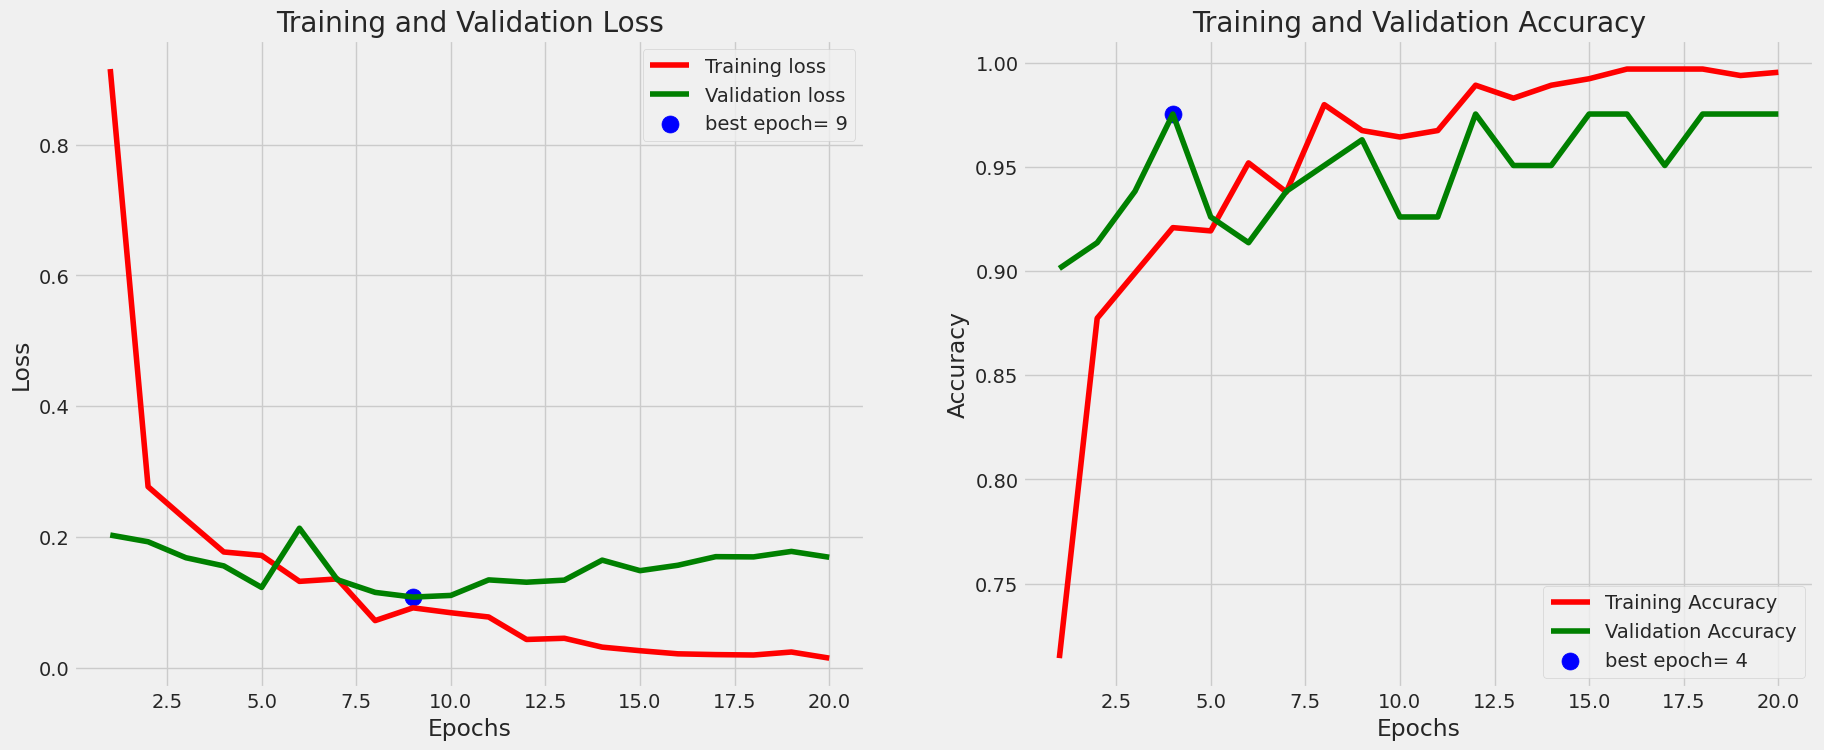 Training and Validation Loss
Training loss
Validation loss
best epoch= 9
0.8
0.6
0.4
0.2
0.0
Loss
2.5 5.0 7.5 10.0 12.5 15.0 17.5 20.0
Epochs
Training and Validation Accuracy
1.00
0.95
0.90
0.85
0.80
0.75
Accuracy
Training Accuracy
Validation Accuracy
best epoch= 4
2.5 5.0 7.5 10.0 12.5 15.0 17.5 20.0
Epochs